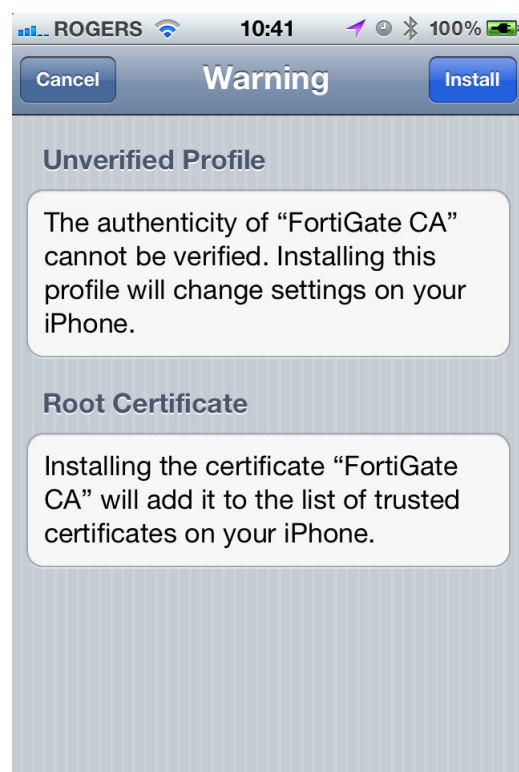 ROGERS 10:41 100%
Cancel Warning Install
Unverified Profile
The authenticity of “FortiGate CA”
cannot be verified. Installing this
profile will change settings on your
iPhone.
Root Certificate
Installing the certificate “FortiGate
CA” will add it to the list of trusted
certificates on your iPhone.